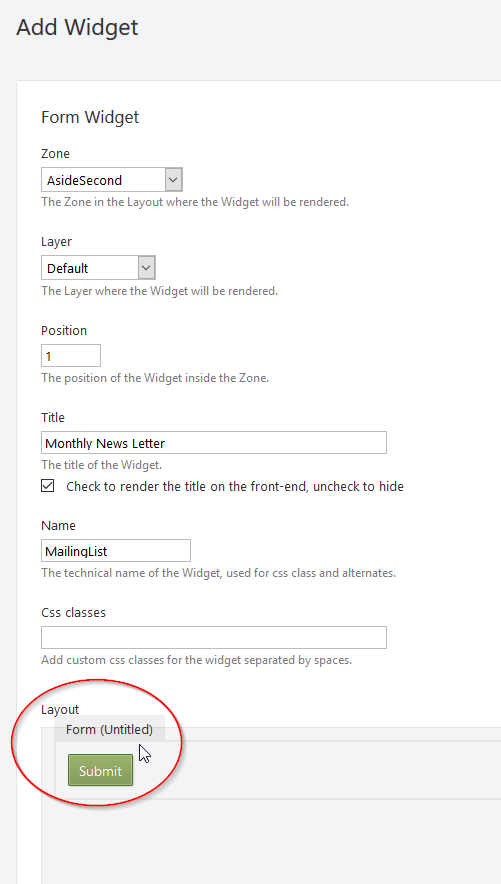 Add Widget
Form Widget
Zone
AsideSecond
The Zone in the Layout where the Widget will be rendered.
Layer
Default
The Layer where the Widget will be rendered.
Position
1
The position of the Widget inside the Zone.
Title
Monthly News Letter
The title of the Widget.
Check to render the title on the front-end, uncheck to hide
Name
MailingList
The technical name of the Widget, used for css class and alternates.
Css classes
Add custom css classes for the widget separated by spaces.
Layout
Form (Untitled)
Submit